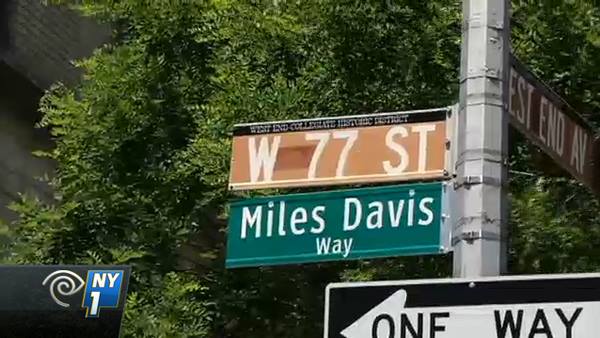 WEST END-COLLEGIATE HISTORIC DISTRICT
W 77 ST
EST END AV
Miles Davis
Way
ONE WAY
NY
1